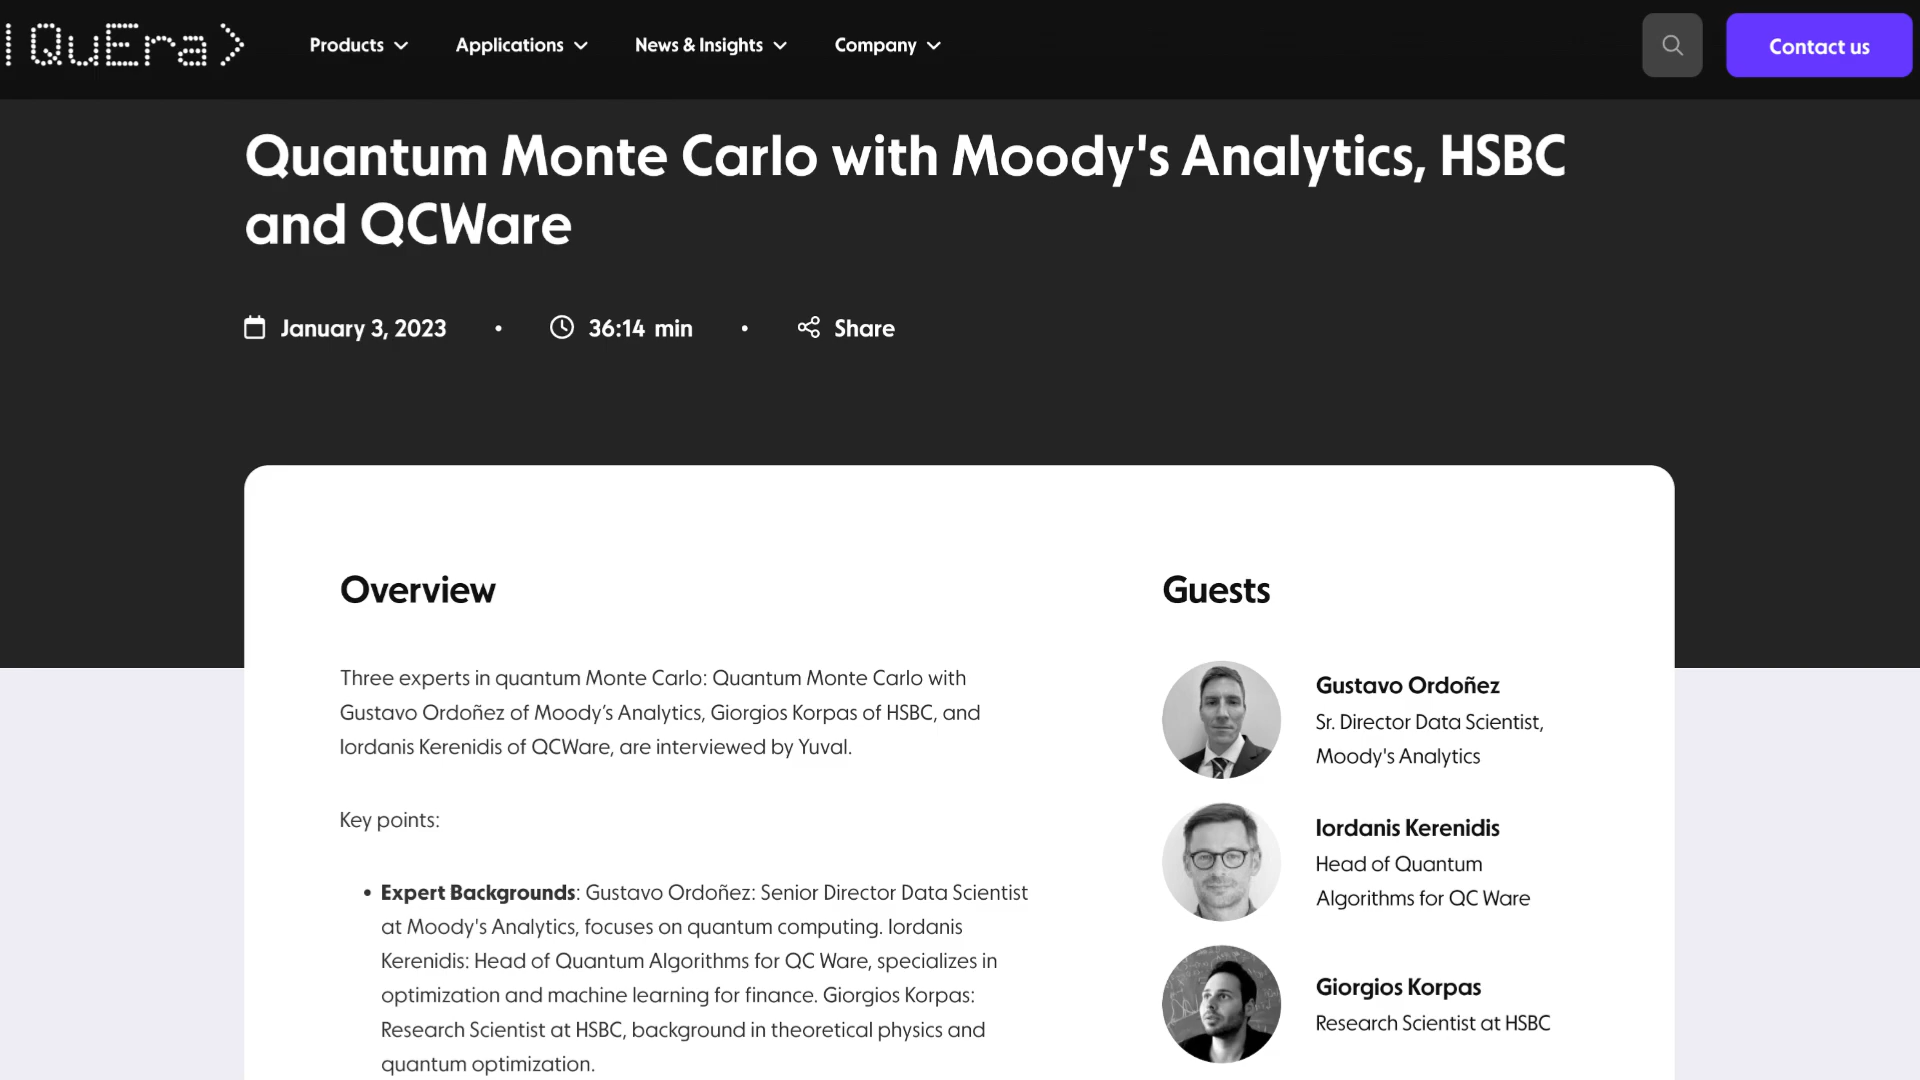 |QuEra>
Products
Applications
News & Insights
Company
Contact us
Quantum Monte Carlo with Moody's Analytics, HSBC
and QCWare
January 3, 2023 • 36:14 min • Share
Overview
Three experts in quantum Monte Carlo: Quantum Monte Carlo with
Gustavo Ordoñez of Moody’s Analytics, Giorgios Korpas of HSBC, and
Iordanis Kerenidis of QCWare, are interviewed by Yuval.
Key points:
• Expert Backgrounds: Gustavo Ordoñez: Senior Director Data Scientist
at Moody's Analytics, focuses on quantum computing. Iordanis
Kerenidis: Head of Quantum Algorithms for QC Ware, specializes in
optimization and machine learning for finance. Giorgios Korpas:
Research Scientist at HSBC, background in theoretical physics and
quantum optimization.
Guests
Gustavo Ordoñez
Sr. Director Data Scientist,
Moody's Analytics
Iordanis Kerenidis
Head of Quantum
Algorithms for QC Ware
Giorgios Korpas
Research Scientist at HSBC